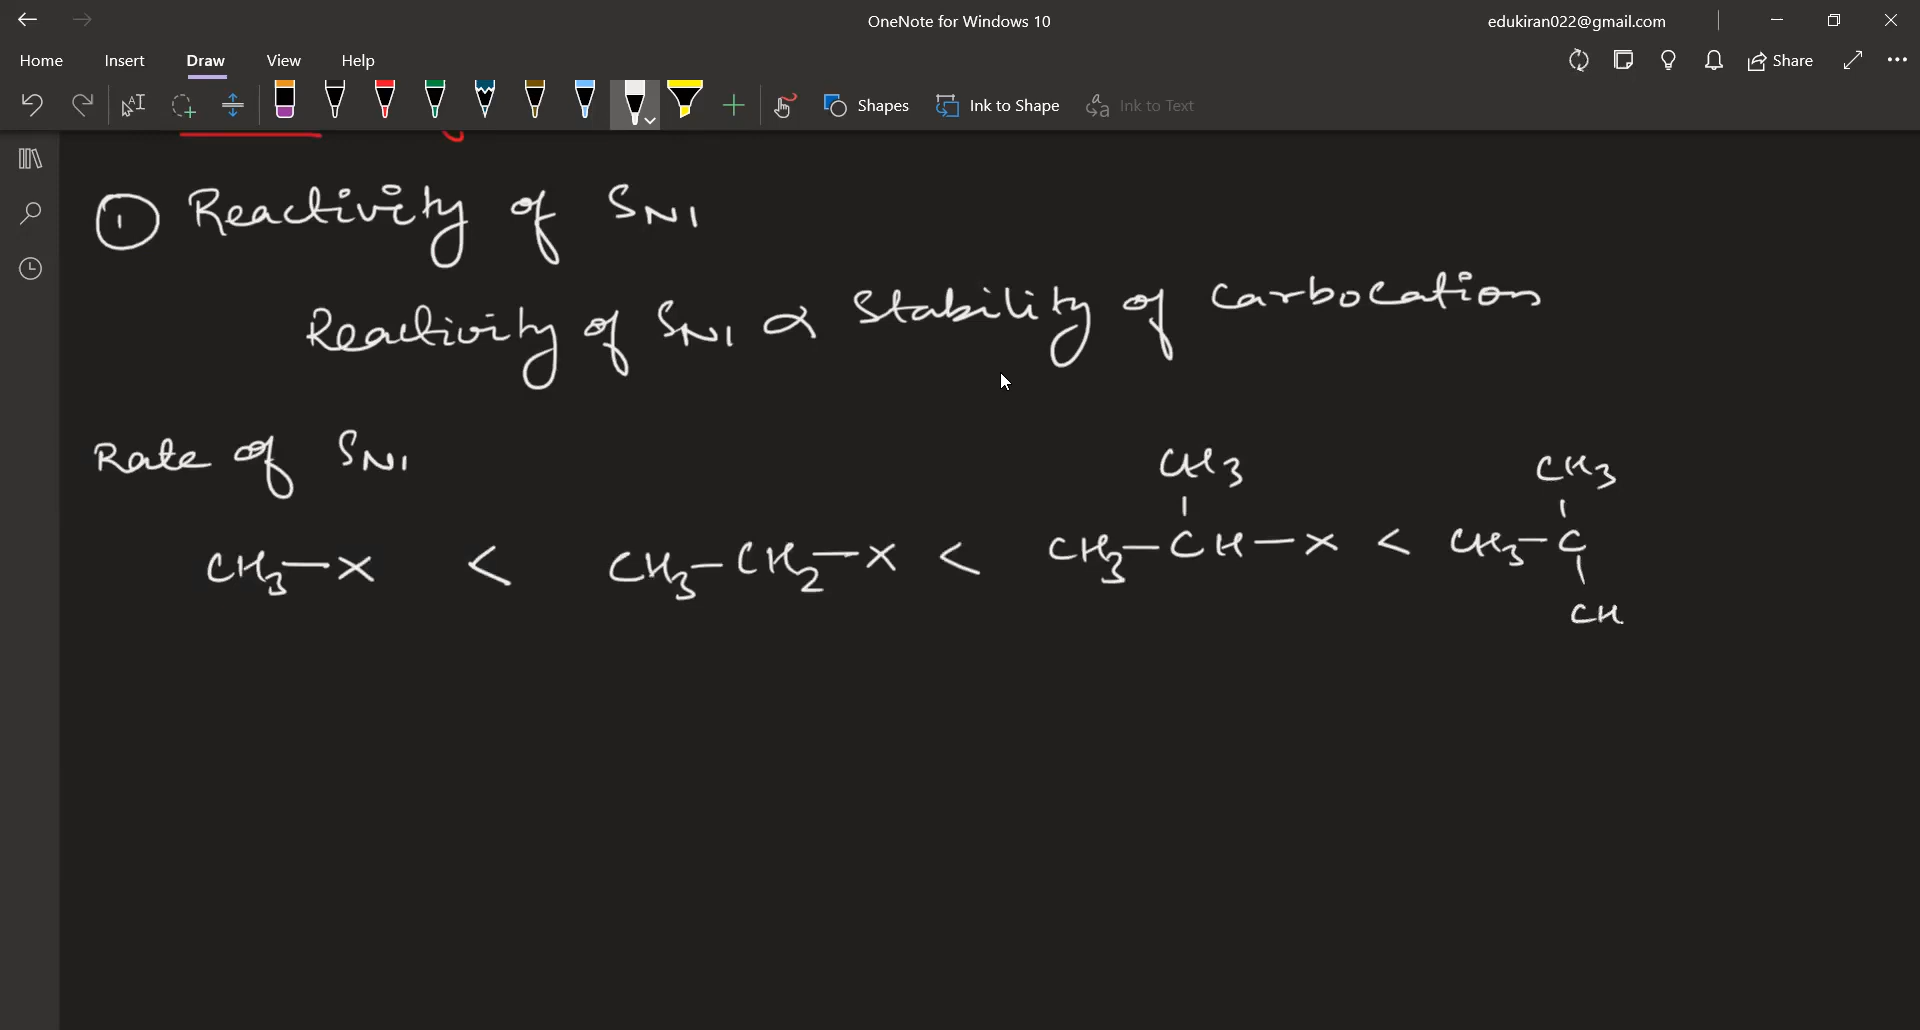 OneNote for Windows 10
edukiran022@gmail.com
Home Insert Draw View Help
Share
Shapes Ink to Shape Ink to Text
① Reactivity of SN1
Reactivity of SN1 ∝ Stability of carbocation
Rate of SN1
CH3 CH3
CH3—X < CH3—CH2—X < CH3—CH—X < CH3—C
CH